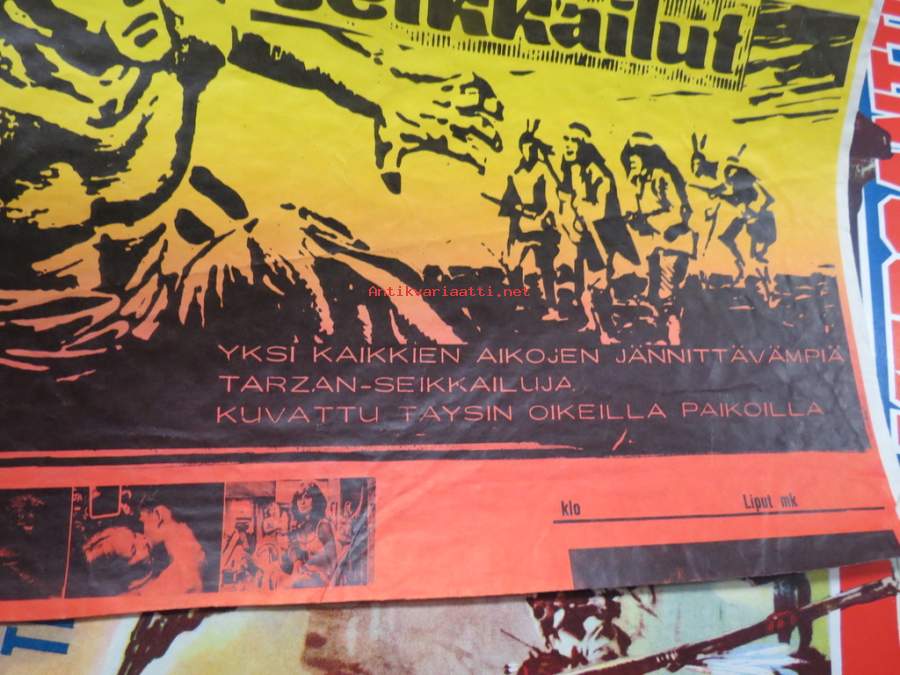 seikkailut
Antikvariaatti.net
YKSI KAIKKIEN AIKOJEN JÄNNITTÄVÄMPIÄ
TARZAN-SEIKKAILUJA.
KUVATTU TÄYSIN OIKEILLA PAIKOILLA
klo
Liput mk